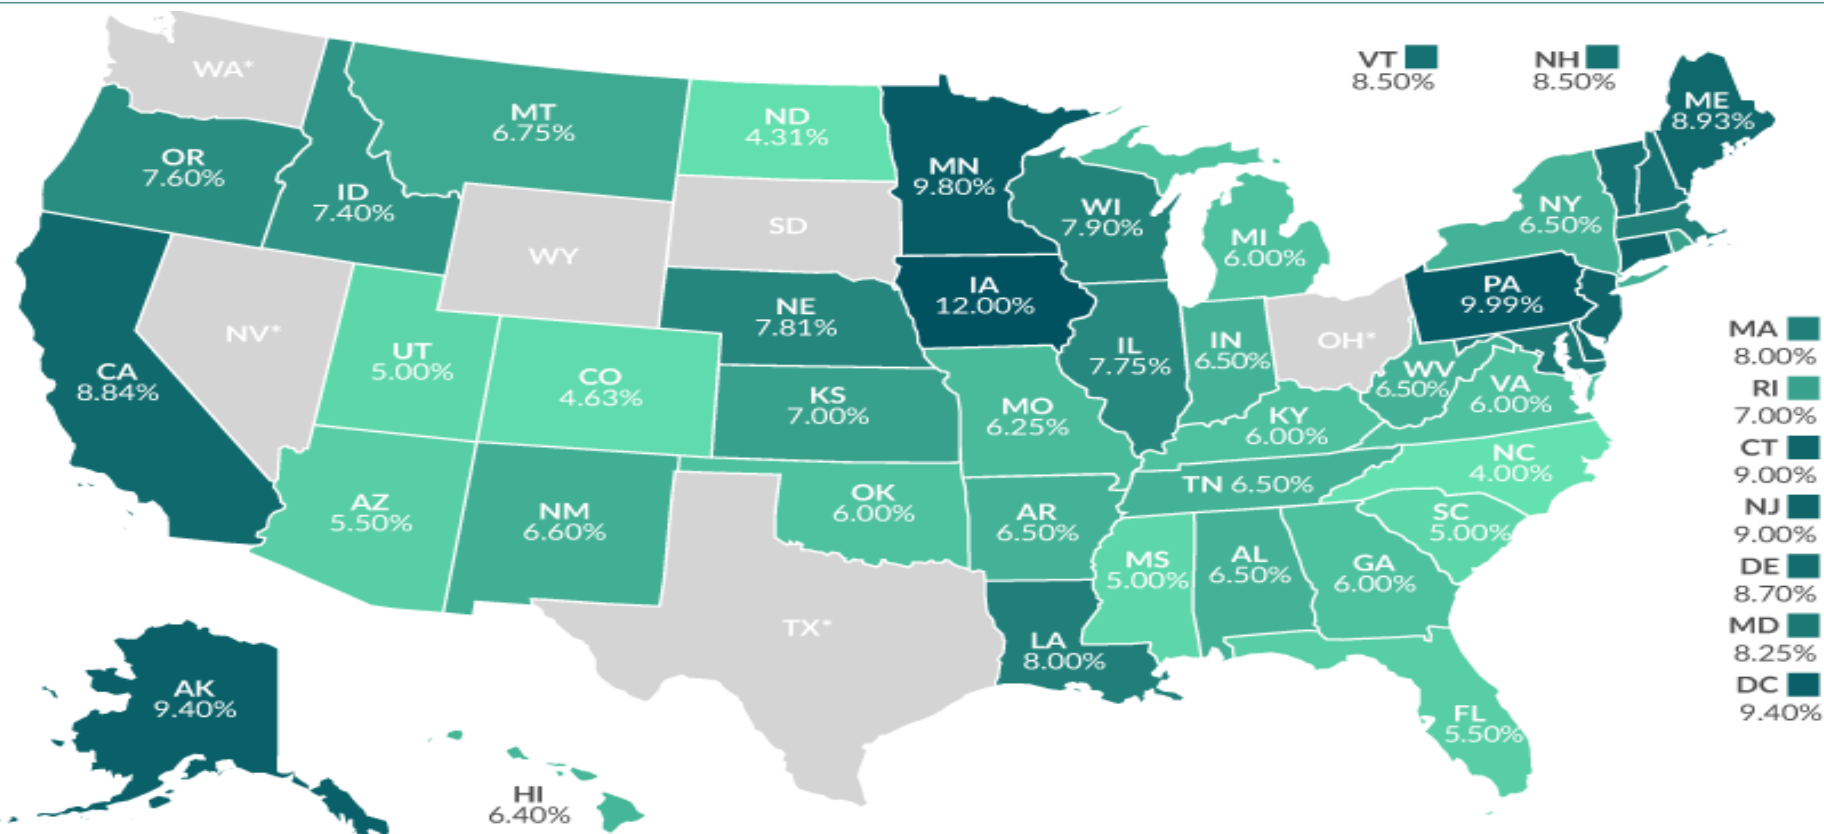 WA*
VT
8.50%
NH
8.50%
ME
8.93%
MT
6.75%
ND
4.31%
OR
7.60%
MN
9.80%
ID
7.40%
WI
7.90%
NY
6.50%
SD
MI
6.00%
WY
IA
12.00%
PA
9.99%
NE
7.81%
NV*
UT
5.00%
IL
7.75%
IN
6.50%
OH*
MA
8.00%
CA
8.84%
CO
4.63%
WV
6.50%
VA
6.00%
RI
7.00%
KS
7.00%
MO
6.25%
KY
6.00%
CT
9.00%
NC
4.00%
TN 6.50%
AZ
5.50%
NM
6.60%
OK
6.00%
AR
6.50%
SC
5.00%
NJ
9.00%
MS
5.00%
AL
6.50%
GA
6.00%
DE
8.70%
TX*
LA
8.00%
MD
8.25%
AK
9.40%
DC
9.40%
FL
5.50%
HI
6.40%